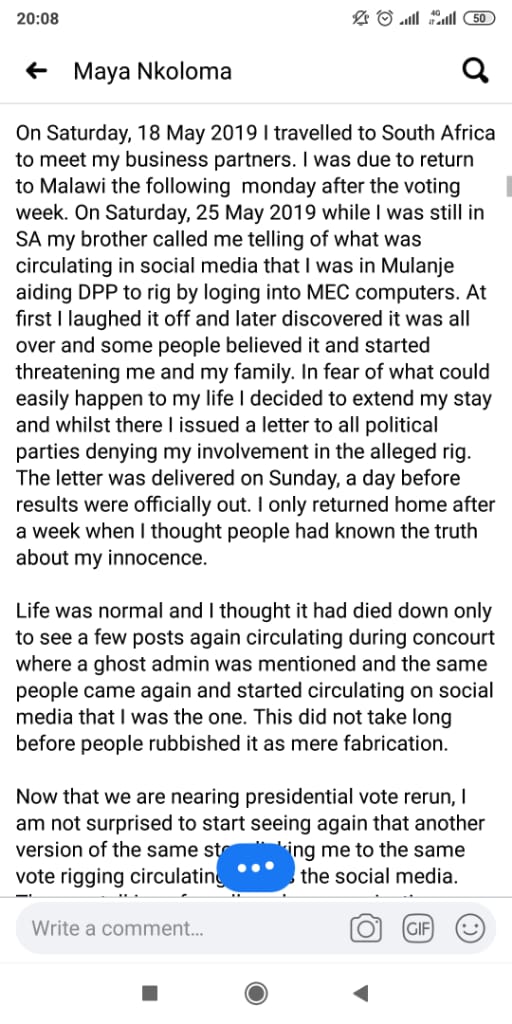 20:08
4G
50
Maya Nkoloma
On Saturday, 18 May 2019 I travelled to South Africa
to meet my business partners. I was due to return
to Malawi the following monday after the voting
week. On Saturday, 25 May 2019 while I was still in
SA my brother called me telling of what was
circulating in social media that I was in Mulanje
aiding DPP to rig by loging into MEC computers. At
first I laughed it off and later discovered it was all
over and some people believed it and started
threatening me and my family. In fear of what could
easily happen to my life I decided to extend my stay
and whilst there I issued a letter to all political
parties denying my involvement in the alleged rig.
The letter was delivered on Sunday, a day before
results were officially out. I only returned home after
a week when I thought people had known the truth
about my innocence.
Life was normal and I thought it had died down only
to see a few posts again circulating during concourt
where a ghost admin was mentioned and the same
people came again and started circulating on social
media that I was the one. This did not take long
before people rubbished it as mere fabrication.
Now that we are nearing presidential vote rerun, I
am not surprised to start seeing again that another
version of the same me to the same
vote rigging circulating the social media.
Write a comment...
GIF